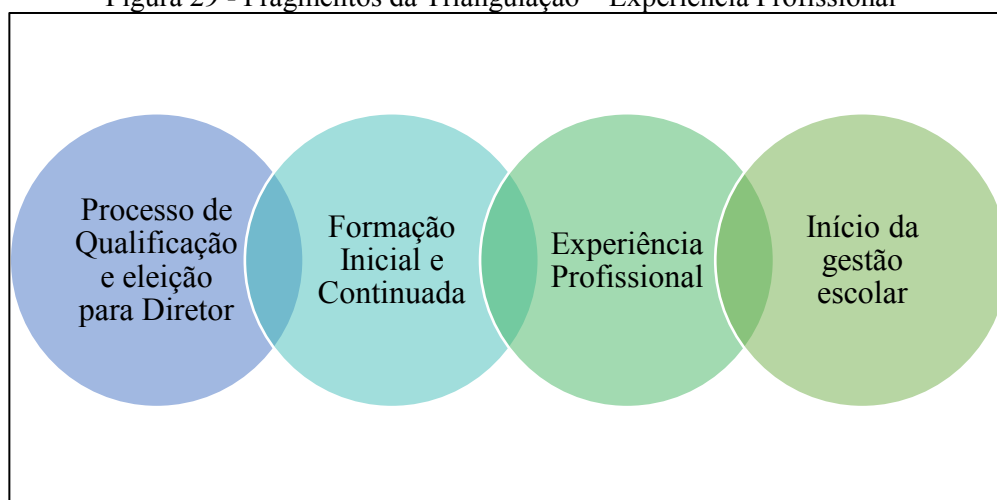 Figura 29 - Fragmentos da Triangulação – Experiência Profissional
Processo de
Qualificação
e eleição
para Diretor
Formação
Inicial e
Continuada
Experiência
Profissional
Início da
gestão
escolar